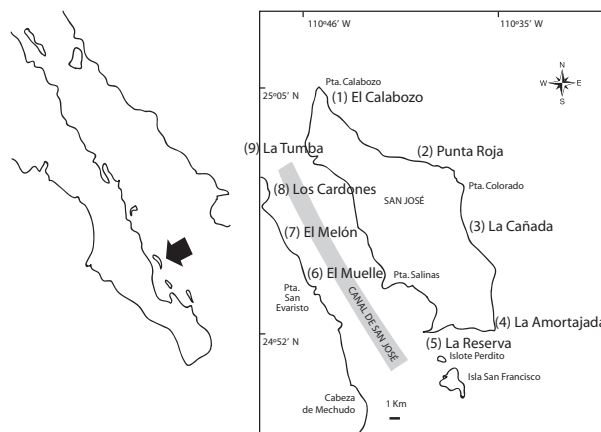 110°46' W
110°35' W
N
W E
S
Pta. Calabozo
25°05' N
(1) El Calabozo
(9) La Tumba
(2) Punta Roja
Pta. Colorado
(8) Los Cardones
SAN JOSÉ
(3) La Cañada
(7) El Melón
(6) El Muelle
Pta. Salinas
Pta.
San
Evaristo
CANAL DE SAN JOSÉ
(4) La Amortajada
24°52' N
(5) La Reserva
Islote Perdito
Isla San Francisco
Cabeza
de Mechudo
1 Km